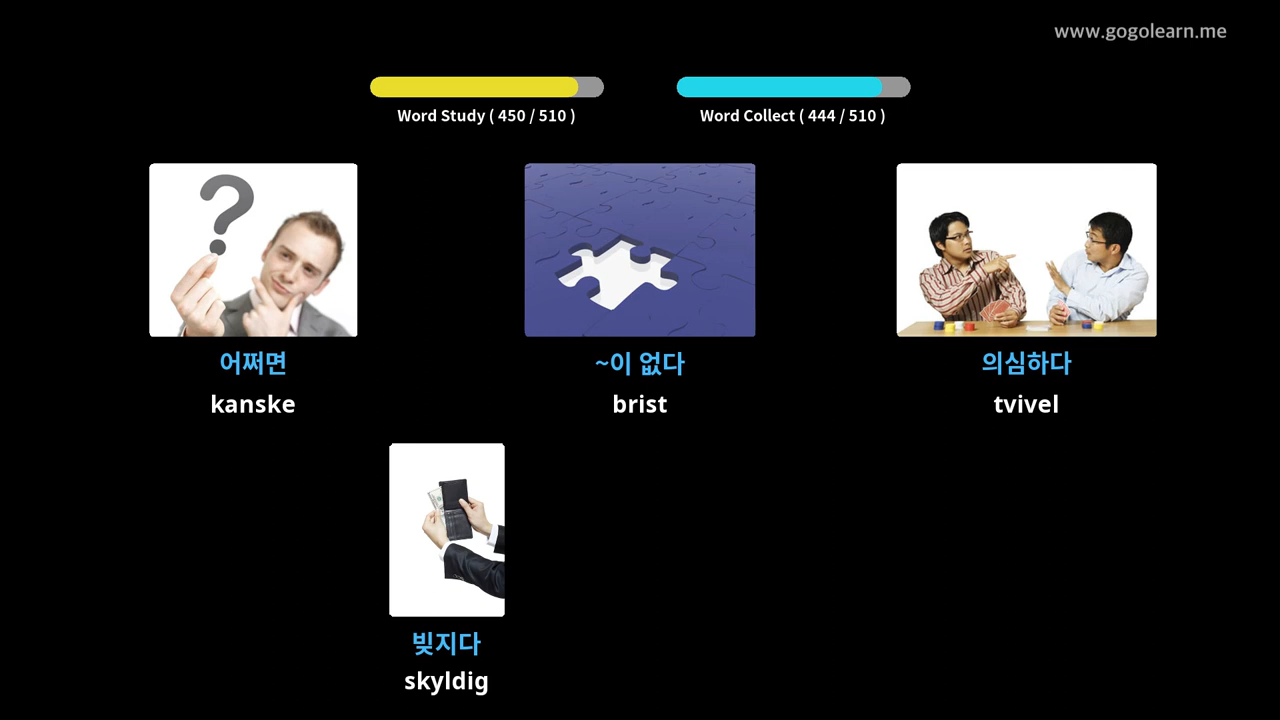 www.gogolearn.me
Word Study ( 450 / 510 )
Word Collect ( 444 / 510 )
어쩌면
kanske
~이 없다
brist
의심하다
tvivel
빚지다
skyldig